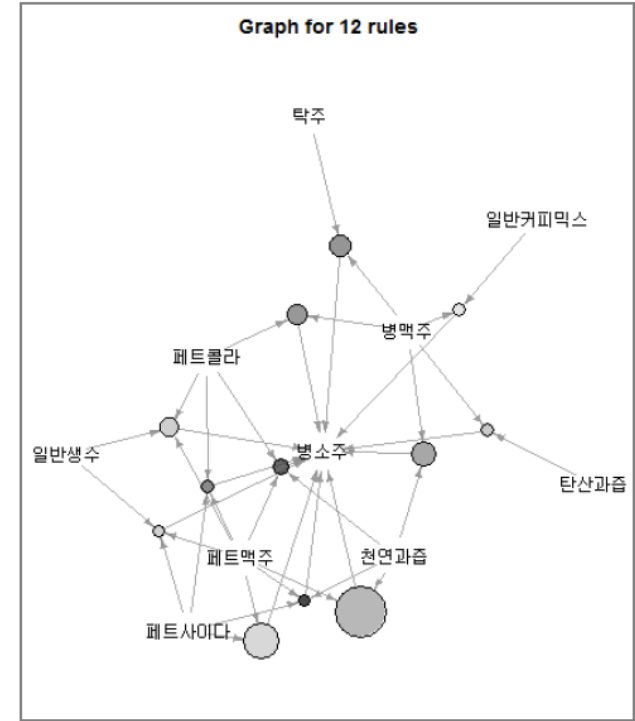 Graph for 12 rules
탁주
일반커피믹스
병맥주
페트콜라
병소주
일반생수
탄산과즙
페트맥주
천연과즙
페트사이다